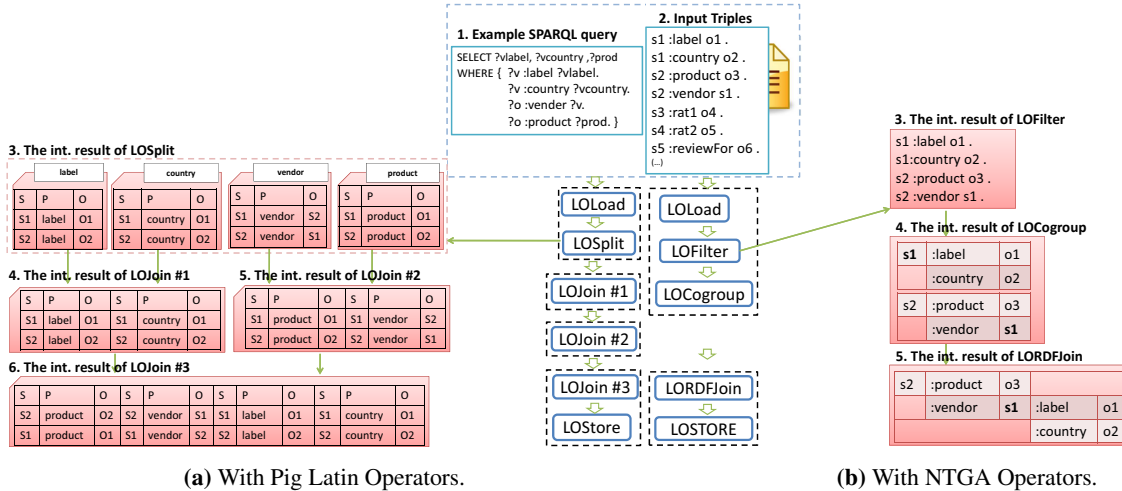 1. Example SPARQL query
SELECT ?vlabel, ?vcountry ,?prod
WHERE { ?v :label ?vlabel.
?v :country ?vcountry.
?o :vender ?v.
?o :product ?prod. }
2. Input Triples
s1 :label o1 .
s1 :country o2 .
s2 :product o3 .
s2 :vendor s1 .
s3 :rat1 o4 .
s4 :rat2 o5 .
s5 :reviewFor o6 .
(...)
3. The int. result of LOSplit
label
S P O
S1 label O1
S2 label O2
country
S P O
S1 country O1
S2 country O2
vendor
S P O
S1 vendor S2
S2 vendor S1
product
S P O
S1 product O1
S2 product O2
4. The int. result of LOJoin #1
S P O S P O
S1 label O1 S1 country O1
S2 label O2 S2 country O2
5. The int. result of LOJoin #2
S P O S P O
S1 product O1 S1 vendor S2
S2 product O2 S2 vendor S1
6. The int. result of LOJoin #3
S P O S P O S P O S P O
S2 product O2 S2 vendor S1 S1 label O1 S1 country O1
S1 product O1 S1 vendor S2 S2 label O2 S2 country O2
LOLoad
LOSplit
LOJoin #1
LOJoin #2
LOJoin #3
LOStore
LOLoad
LOFilter
LOCogroup
LORDFJoin
LOSTORE
3. The int. result of LOFilter
s1 :label o1 .
s1:country o2 .
s2 :product o3 .
s2 :vendor s1 .
4. The int. result of LOCogroup
s1 :label o1
:country o2
s2 :product o3
:vendor s1
5. The int. result of LORDFJoin
s2 :product o3
:vendor s1 :label o1
:country o2
(a) With Pig Latin Operators.
(b) With NTGA Operators.